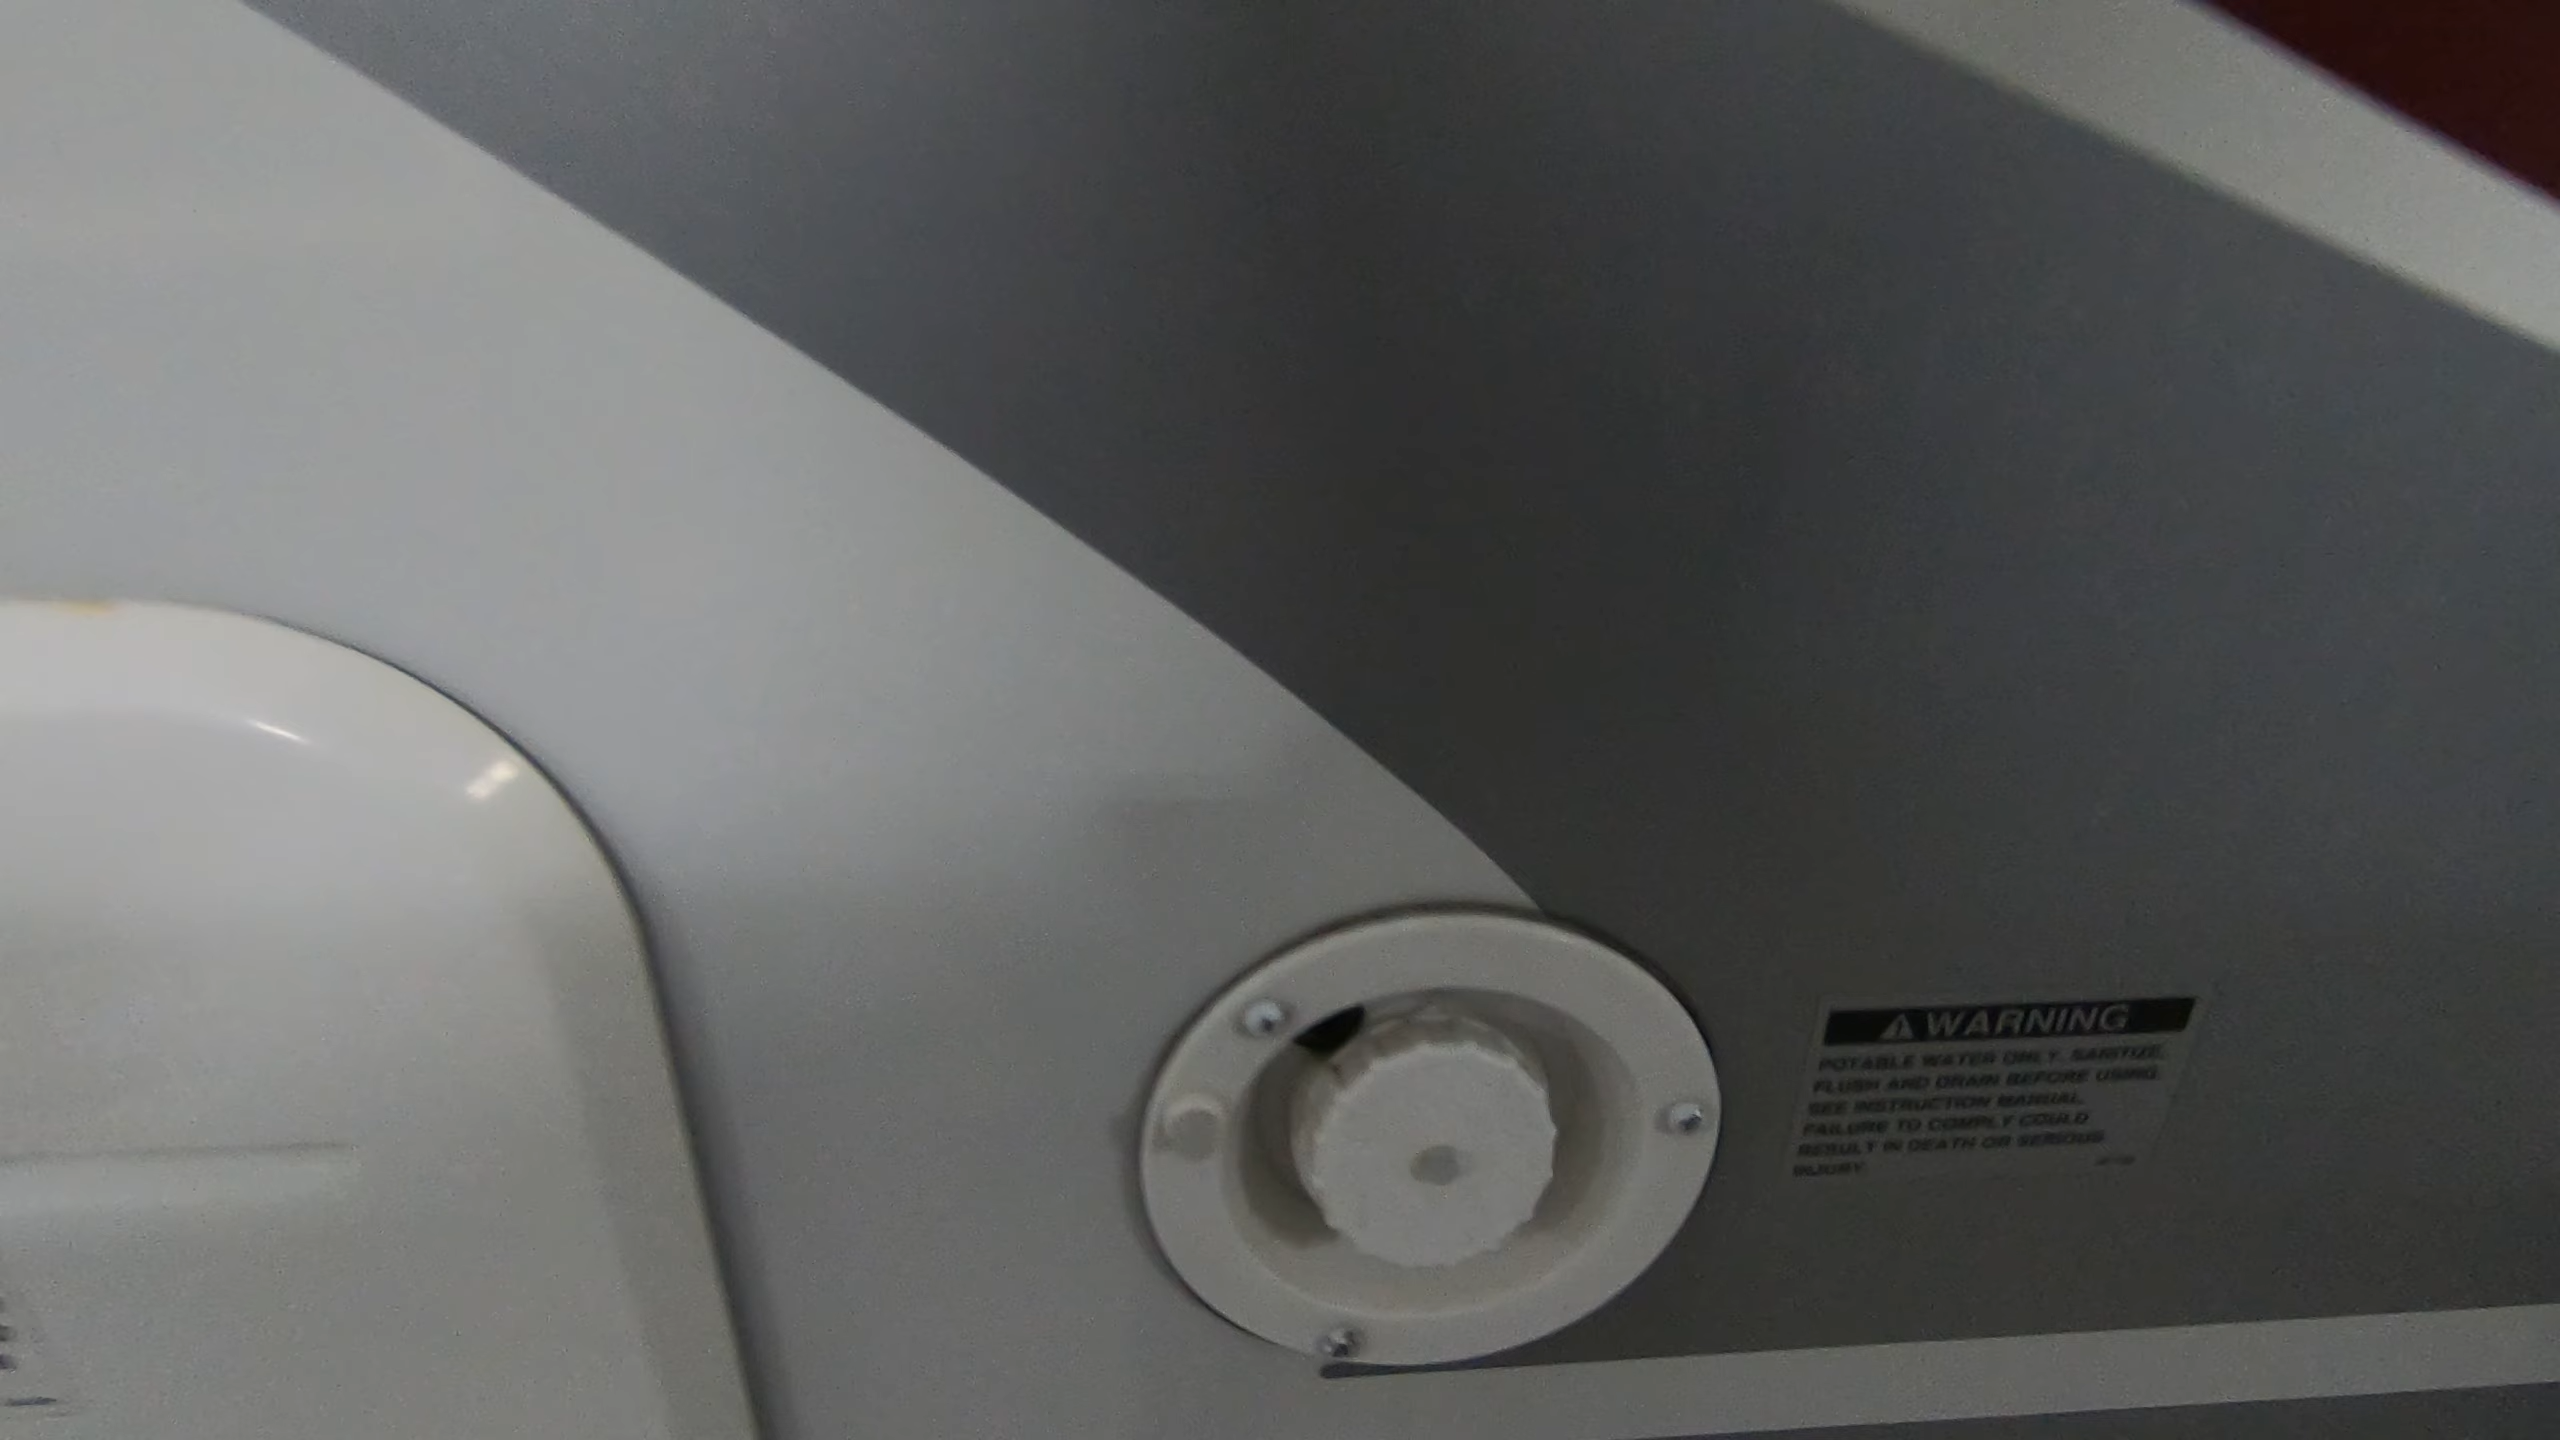 WARNING
POTABLE WATER ONLY. SANITIZE,
FLUSH AND DRAIN BEFORE USING.
SEE INSTRUCTION MANUAL.
FAILURE TO COMPLY COULD
RESULT IN DEATH OR SERIOUS
INJURY.